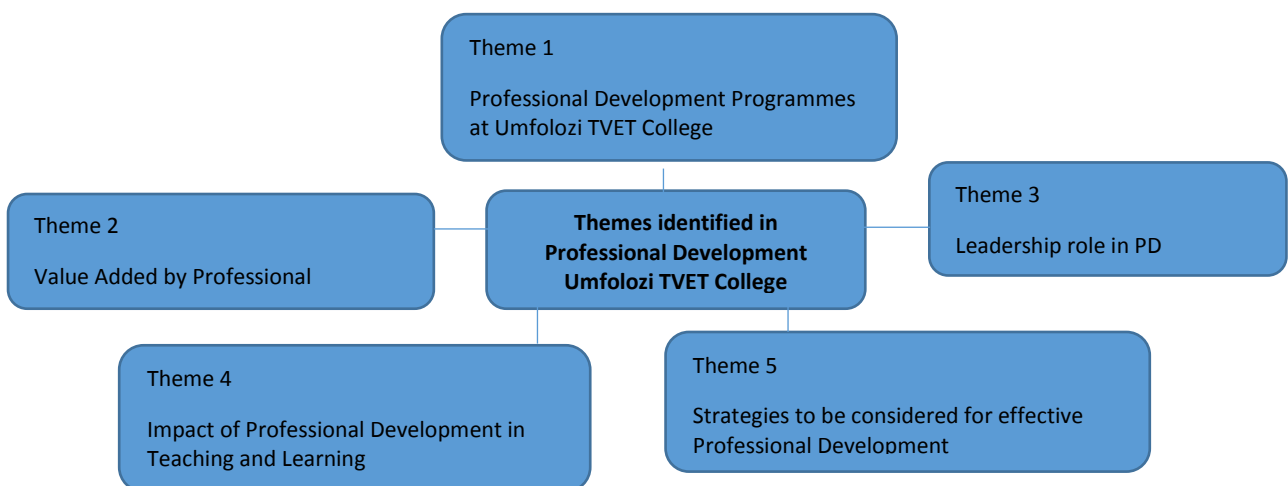 Theme 1
Professional Development Programmes
at Umfolozi TVET College
Theme 2
Value Added by Professional
Themes identified in
Professional Development
Umfolozi TVET College
Theme 3
Leadership role in PD
Theme 4
Impact of Professional Development in
Teaching and Learning
Theme 5
Strategies to be considered for effective
Professional Development